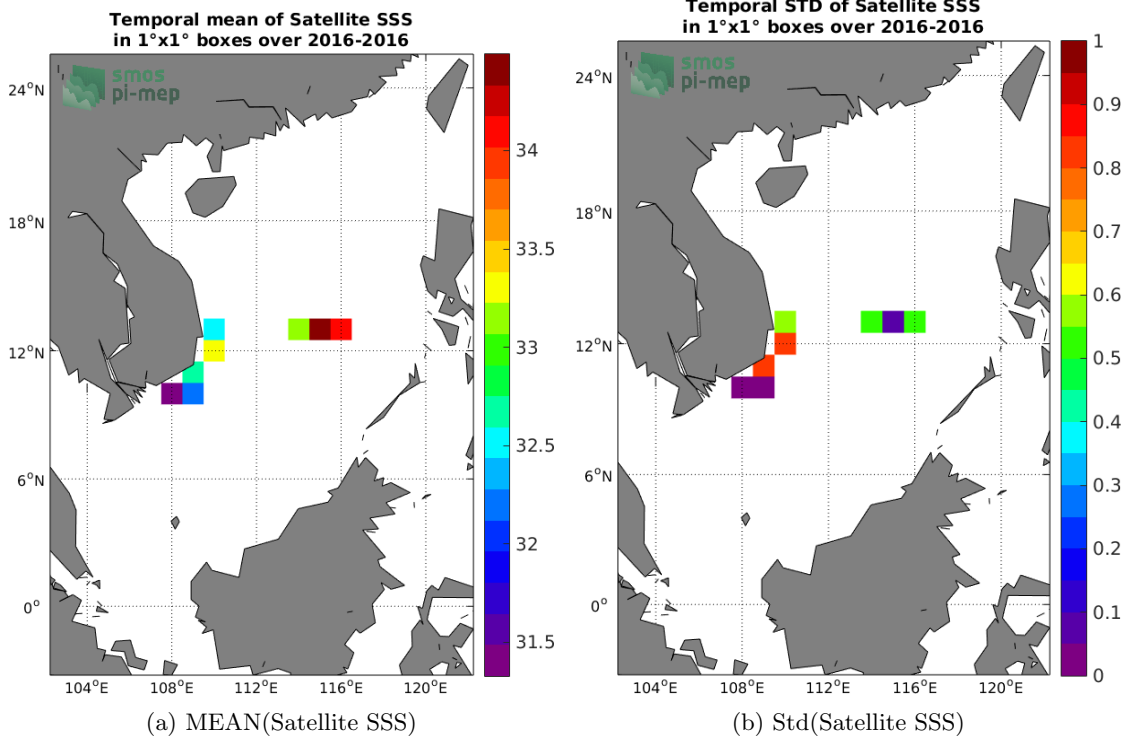 Temporal mean of Satellite SSS
in 1°x1° boxes over 2016-2016
smos
pi-mep
24°N
18°N
12°N
6°N
0°
104°E
108°E
112°E
116°E
120°E
34
33.5
33
32.5
32
31.5
(a) MEAN(Satellite SSS)
Temporal STD of Satellite SSS
in 1°x1° boxes over 2016-2016
smos
pi-mep
24°N
18°N
12°N
6°N
0°
104°E
108°E
112°E
116°E
120°E
1
0.9
0.8
0.7
0.6
0.5
0.4
0.3
0.2
0.1
0
(b) Std(Satellite SSS)